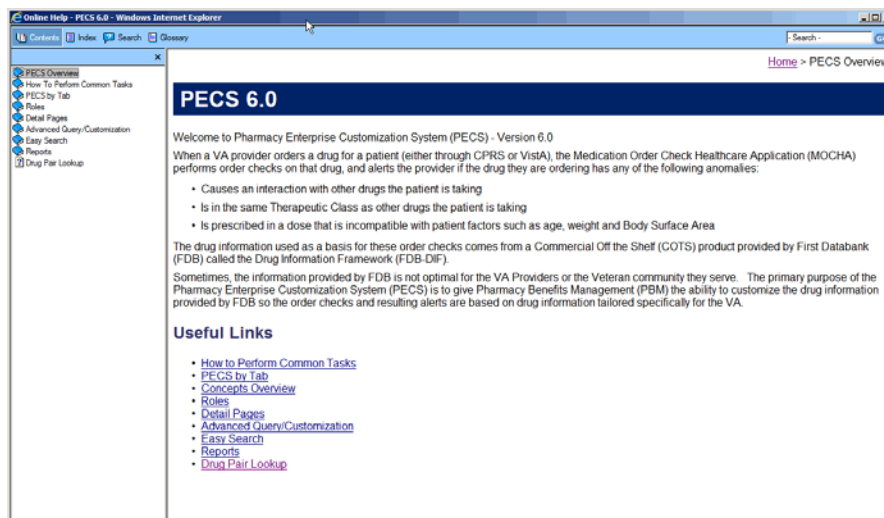 Online Help - PECS 6.0 - Windows Internet Explorer
Contents Index Search Glossary
- Search -
Home > PECS Overview
PECS Overview
How To Perform Common Tasks
PECS by Tab
Roles
Detail Pages
Advanced Query/Customization
Easy Search
Reports
Drug Pair Lookup
PECS 6.0
Welcome to Pharmacy Enterprise Customization System (PECS) - Version 6.0
When a VA provider orders a drug for a patient (either through CPRS or VistA), the Medication Order Check Healthcare Application (MOCHA)
performs order checks on that drug, and alerts the provider if the drug they are ordering has any of the following anomalies:
• Causes an interaction with other drugs the patient is taking
• Is in the same Therapeutic Class as other drugs the patient is taking
• Is prescribed in a dose that is incompatible with patient factors such as age, weight and Body Surface Area
The drug information used as a basis for these order checks comes from a Commercial Off the Shelf (COTS) product provided by First Databank
(FDB) called the Drug Information Framework (FDB-DIF).
Sometimes, the information provided by FDB is not optimal for the VA Providers or the Veteran community they serve. The primary purpose of the
Pharmacy Enterprise Customization System (PECS) is to give Pharmacy Benefits Management (PBM) the ability to customize the drug information
provided by FDB so the order checks and resulting alerts are based on drug information tailored specifically for the VA.
Useful Links
• How to Perform Common Tasks
• PECS by Tab
• Concepts Overview
• Roles
• Detail Pages
• Advanced Query/Customization
• Easy Search
• Reports
• Drug Pair Lookup